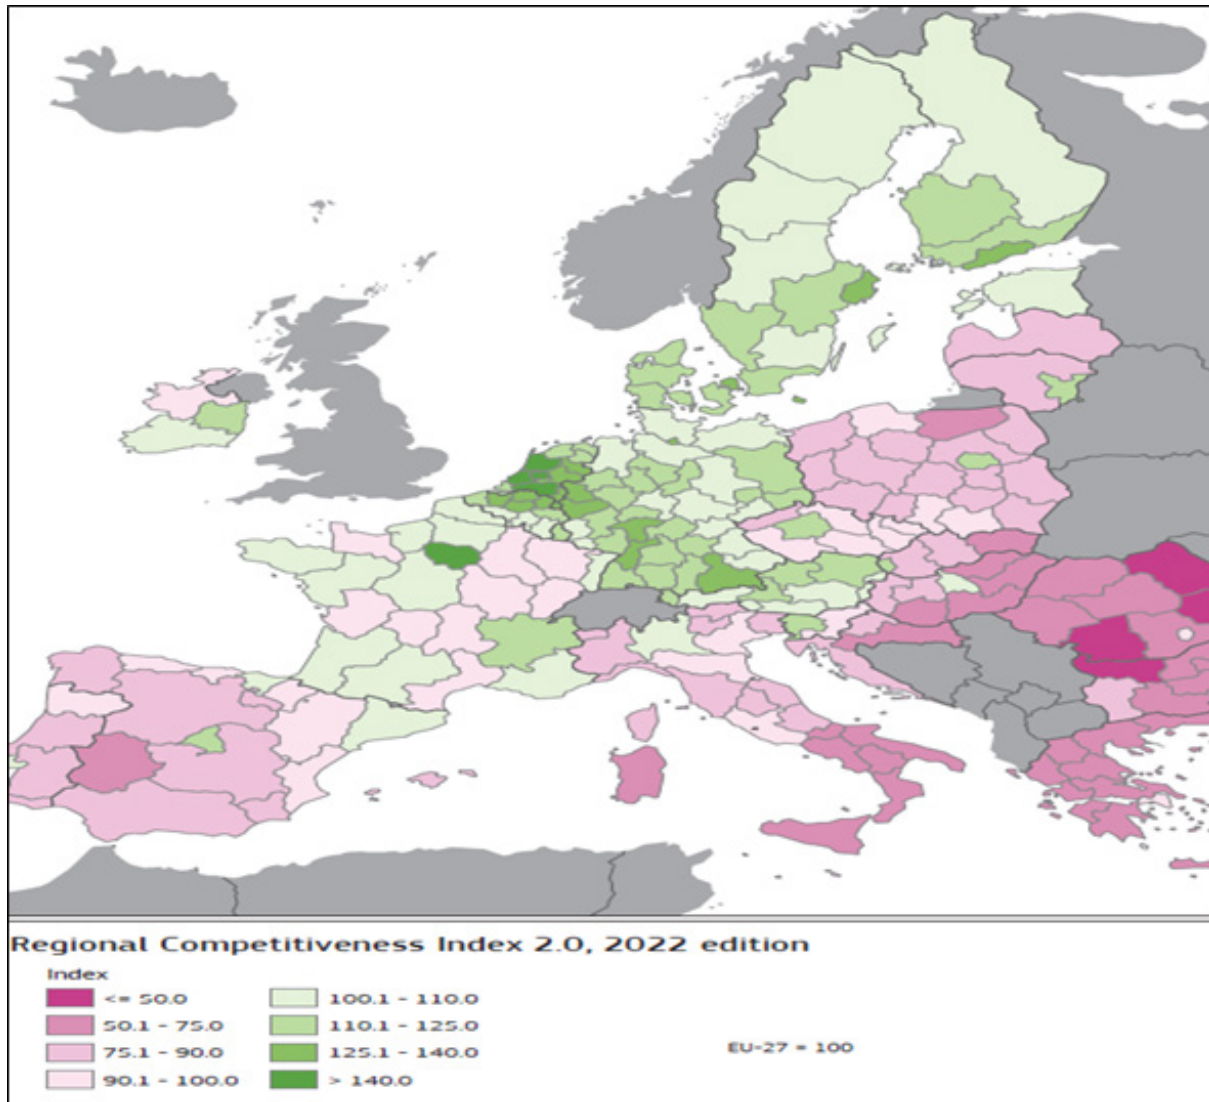 Regional Competitiveness Index 2.0, 2022 edition
Index
<= 50.0
50.1 - 75.0
75.1 - 90.0
90.1 - 100.0
100.1 - 110.0
110.1 - 125.0
125.1 - 140.0
> 140.0
EU-27 = 100